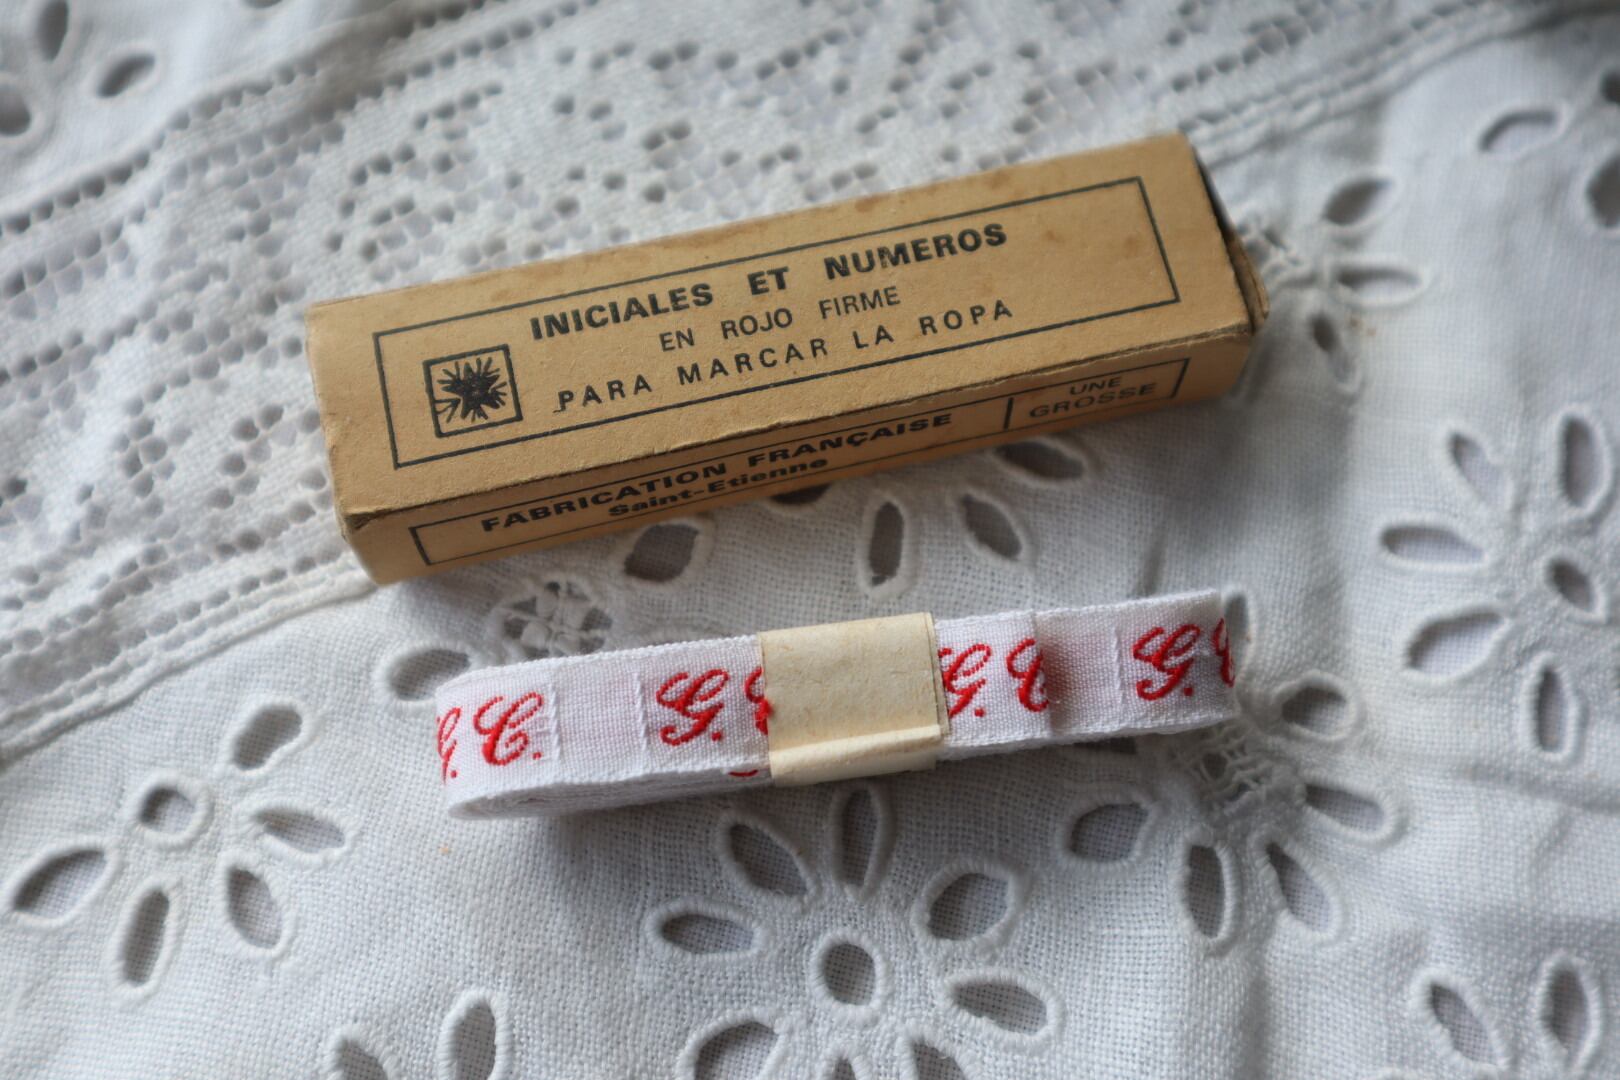 INICIALES ET NUMEROS
EN ROJO FIRME
PARA MARCAR LA ROPA
FABRICATION FRANÇAISE
Saint-Etienne
UNE
GROSSE
G. C. G. G. C. G.